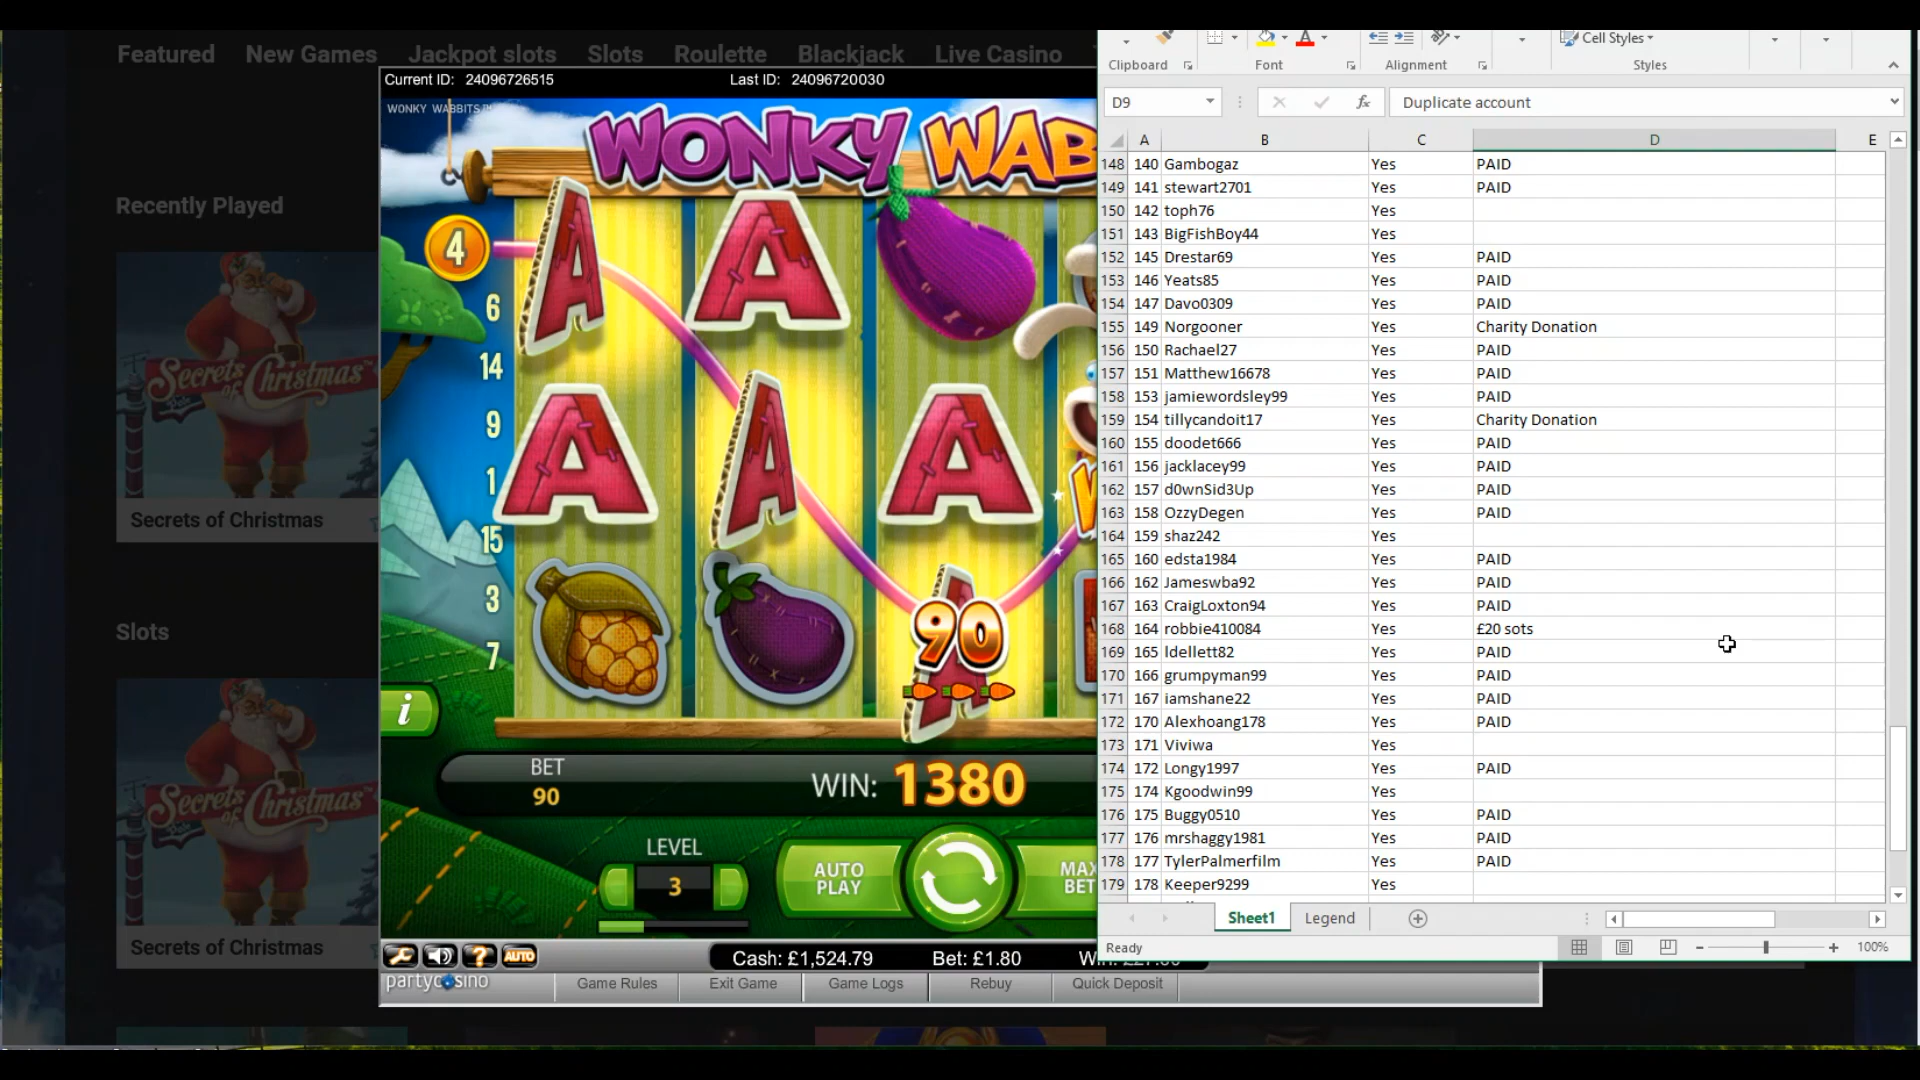 Featured New Games Jackpot slots Slots Roulette Blackjack Live Casino
Recently Played
Secrets of Christmas
Secrets of Christmas
Slots
Secrets of Christmas
Secrets of Christmas
Current ID: 24096726515 Last ID: 24096720030
WONKY WABBITS
WONKY WAB
4
6
14
9
1
15
3
7
A A
A A A
90
i
BET
90
WIN: 1380
LEVEL
3
AUTO
PLAY
MAX
BET
AUTO
Cash: £1,524.79 Bet: £1.80
partycasino
Game Rules Exit Game Game Logs Rebuy Quick Deposit
Cell Styles
Clipboard Font Alignment Styles
D9 fx Duplicate account
A B C D E
148 140 Gambogaz Yes PAID
149 141 stewart2701 Yes PAID
150 142 toph76 Yes
151 143 BigFishBoy44 Yes
152 145 Drestar69 Yes PAID
153 146 Yeats85 Yes PAID
154 147 Davo0309 Yes PAID
155 149 Norgooner Yes Charity Donation
156 150 Rachael27 Yes PAID
157 151 Matthew16678 Yes PAID
158 153 jamiewordsley99 Yes PAID
159 154 tillycandoit17 Yes Charity Donation
160 155 doodet666 Yes PAID
161 156 jacklacey99 Yes PAID
162 157 d0wnSid3Up Yes PAID
163 158 OzzyDegen Yes PAID
164 159 shaz242 Yes
165 160 edsta1984 Yes PAID
166 162 Jameswba92 Yes PAID
167 163 CraigLoxton94 Yes PAID
168 164 robbie410084 Yes £20 sots
169 165 ldellett82 Yes PAID
170 166 grumpyman99 Yes PAID
171 167 iamshane22 Yes PAID
172 170 Alexhoang178 Yes PAID
173 171 Viviwa Yes
174 172 Longy1997 Yes PAID
175 174 Kgoodwin99 Yes
176 175 Buggy0510 Yes PAID
177 176 mrshaggy1981 Yes PAID
178 177 TylerPalmerfilm Yes PAID
179 178 Keeper9299 Yes
Sheet1 Legend
Ready 100%